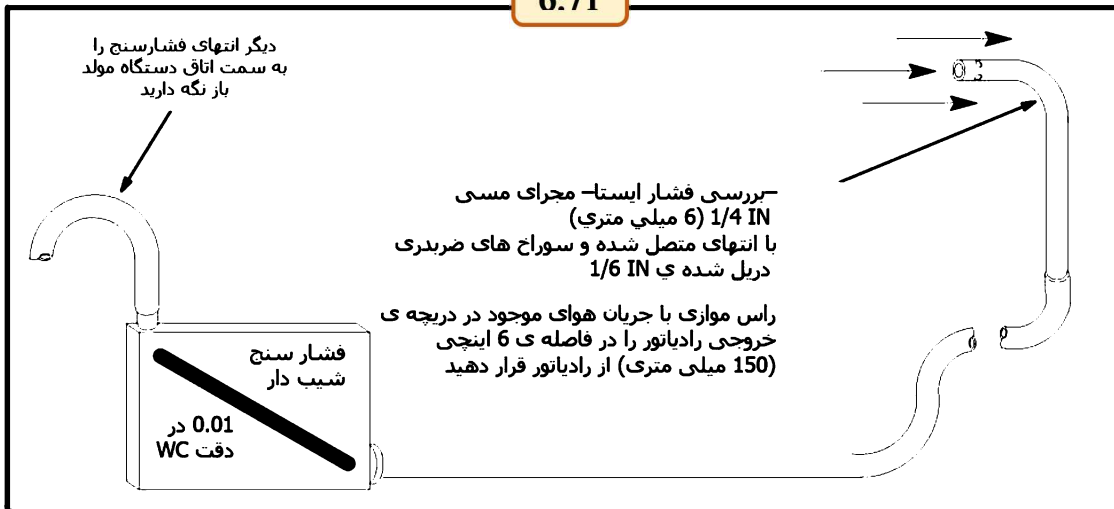 6.71
دیگر انتهای فشارسنج را
به سمت اتاق دستگاه مولد
باز نگه دارید
–بررسی فشار ایستا– مجرای مسی
1/4 IN (6 میلي متري)
با انتهای متصل شده و سوراخ های ضربدری
دریل شده ي 1/6 IN
راس موازی با جریان هوای موجود در دریچه ی
خروجی رادیاتور را در فاصله ی 6 اینچی
(150 میلی متری) از رادیاتور قرار دهید
فشار سنج
شیب دار
0.01 در
دقت WC